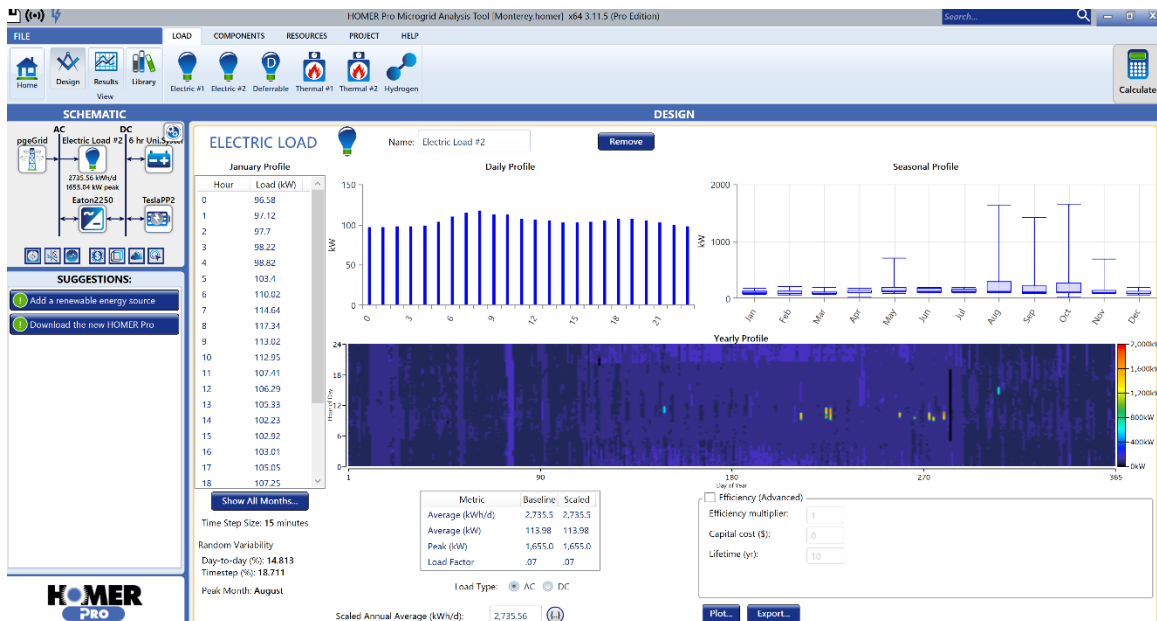 HOMER Pro Microgrid Analysis Tool [Monterey.homer] x64 3.11.5 (Pro Edition)
Search...
FILE
LOAD COMPONENTS RESOURCES PROJECT HELP
Home
Design
Results
Library
View
Electric #1
Electric #2
D
Deferrable
Thermal #1
Thermal #2
Hydrogen
Calculate
SCHEMATIC
AC DC
pgeGrid
Electric Load #2
2735.56 kWh/d
1655.04 kW peak
Eaton2250
TeslaPP2
SUGGESTIONS:
Add a renewable energy source
Download the new HOMER Pro
HOMER
PRO
DESIGN
ELECTRIC LOAD
Name: Electric Load #2
Remove
January Profile
Hour Load (kW)
0 96.58
1 97.12
2 97.7
3 98.22
4 98.82
5 103.4
6 110.02
7 114.64
8 117.34
9 113.02
10 112.95
11 107.41
12 106.29
13 105.33
14 102.23
15 102.92
16 103.01
17 105.05
18 107.25
Show All Months...
Time Step Size: 15 minutes
Random Variability
Day-to-day (%): 14.813
Timestep (%): 18.711
Peak Month: August
Daily Profile
kW
150
100
50
0
0 3 6 9 12 15 18 21
Seasonal Profile
kW
2000
1000
0
Jan Feb Mar Apr May Jun Jul Aug Sep Oct Nov Dec
Yearly Profile
Hour of Day
24
18
12
6
0
1 90 180 270 365
Day of Year
2,000kW
1,200kW
800kW
400kW
0kW
Metric Baseline Scaled
Average (kWh/d) 2,735.5 2,735.5
Average (kW) 113.98 113.98
Peak (kW) 1,655.0 1,655.0
Load Factor .07 .07
Load Type: AC DC
Scaled Annual Average (kWh/d): 2,735.56 {..}
Efficiency (Advanced)
Efficiency multiplier: 1
Capital cost ($): 0
Lifetime (yr): 10
Plot... Export...